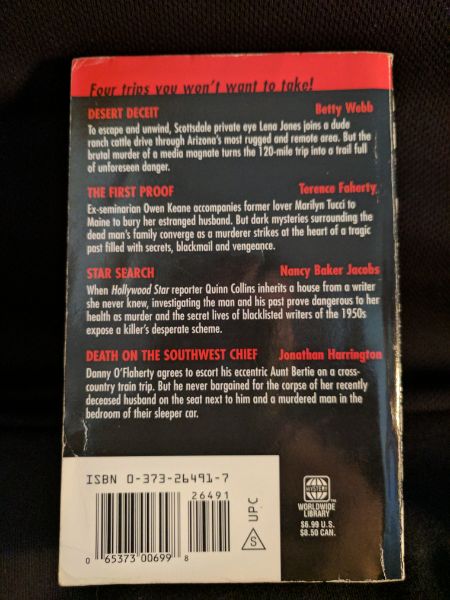 Four trips you won't want to take!
DESERT DECEIT Betty Webb
To escape and unwind, Scottsdale private eye Lena Jones joins a dude
ranch cattle drive through Arizona's most rugged and remote area. But the
brutal murder of a media magnate turns the 120-mile trip into a trail full
of unforeseen danger.
THE FIRST PROOF Terence Faherty
Ex-seminarian Owen Keane accompanies former lover Marilyn Tucci to
Maine to bury her estranged husband. But dark mysteries surrounding the
dead man's family converge as a murderer strikes at the heart of a tragic
past filled with secrets, blackmail and vengeance.
STAR SEARCH Nancy Baker Jacobs
When Hollywood Star reporter Quinn Collins inherits a house from a writer
she never knew, investigating the man and his past prove dangerous to her
health as murder and the secret lives of blacklisted writers of the 1950s
expose a killer's desperate scheme.
DEATH ON THE SOUTHWEST CHIEF Jonathan Harrington
Danny O'Flaherty agrees to escort his eccentric Aunt Bertie on a cross-
country train trip. But he never bargained for the corpse of her recently
deceased husband on the seat next to him and a murdered man in the
bedroom of their sleeper car.
ISBN 0-373-26491-7
26491
0 65373 00699 8
S UPC
MYSTERY
TM
WORLDWIDE
LIBRARY
$6.99 U.S.
$8.50 CAN.